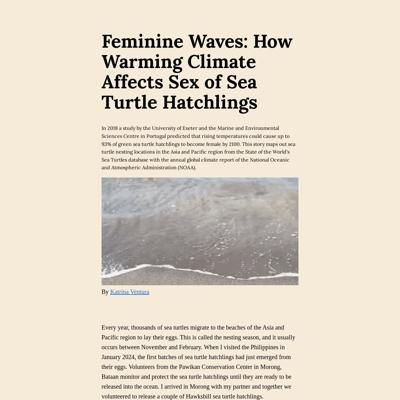 Feminine Waves: How
Warming Climate
Affects Sex of Sea
Turtle Hatchlings
In 2018 a study by the University of Exeter and the Marine and Environmental
Sciences Centre in Portugal predicted that rising temperatures could cause up to
93% of green sea turtle hatchlings to become female by 2100. This story maps out sea
turtle nesting locations in the Asia and Pacific region from the State of the World's
Sea Turtles database with the annual global climate report of the National Oceanic
and Atmospheric Administration (NOAA).
By Katrina Ventura
Every year, thousands of sea turtles migrate to the beaches of the Asia and
Pacific region to lay their eggs. This is called the nesting season, and it usually
occurs between November and February. When I visited the Philippines in
January 2024, the first batches of sea turtle hatchlings had just emerged from
their eggs. Volunteers from the Pawikan Conservation Center in Morong,
Bataan monitor and protect the sea turtle hatchlings until they are ready to be
released into the ocean. I arrived in Morong with my partner and together we
volunteered to release a couple of Hawksbill sea turtle hatchlings.